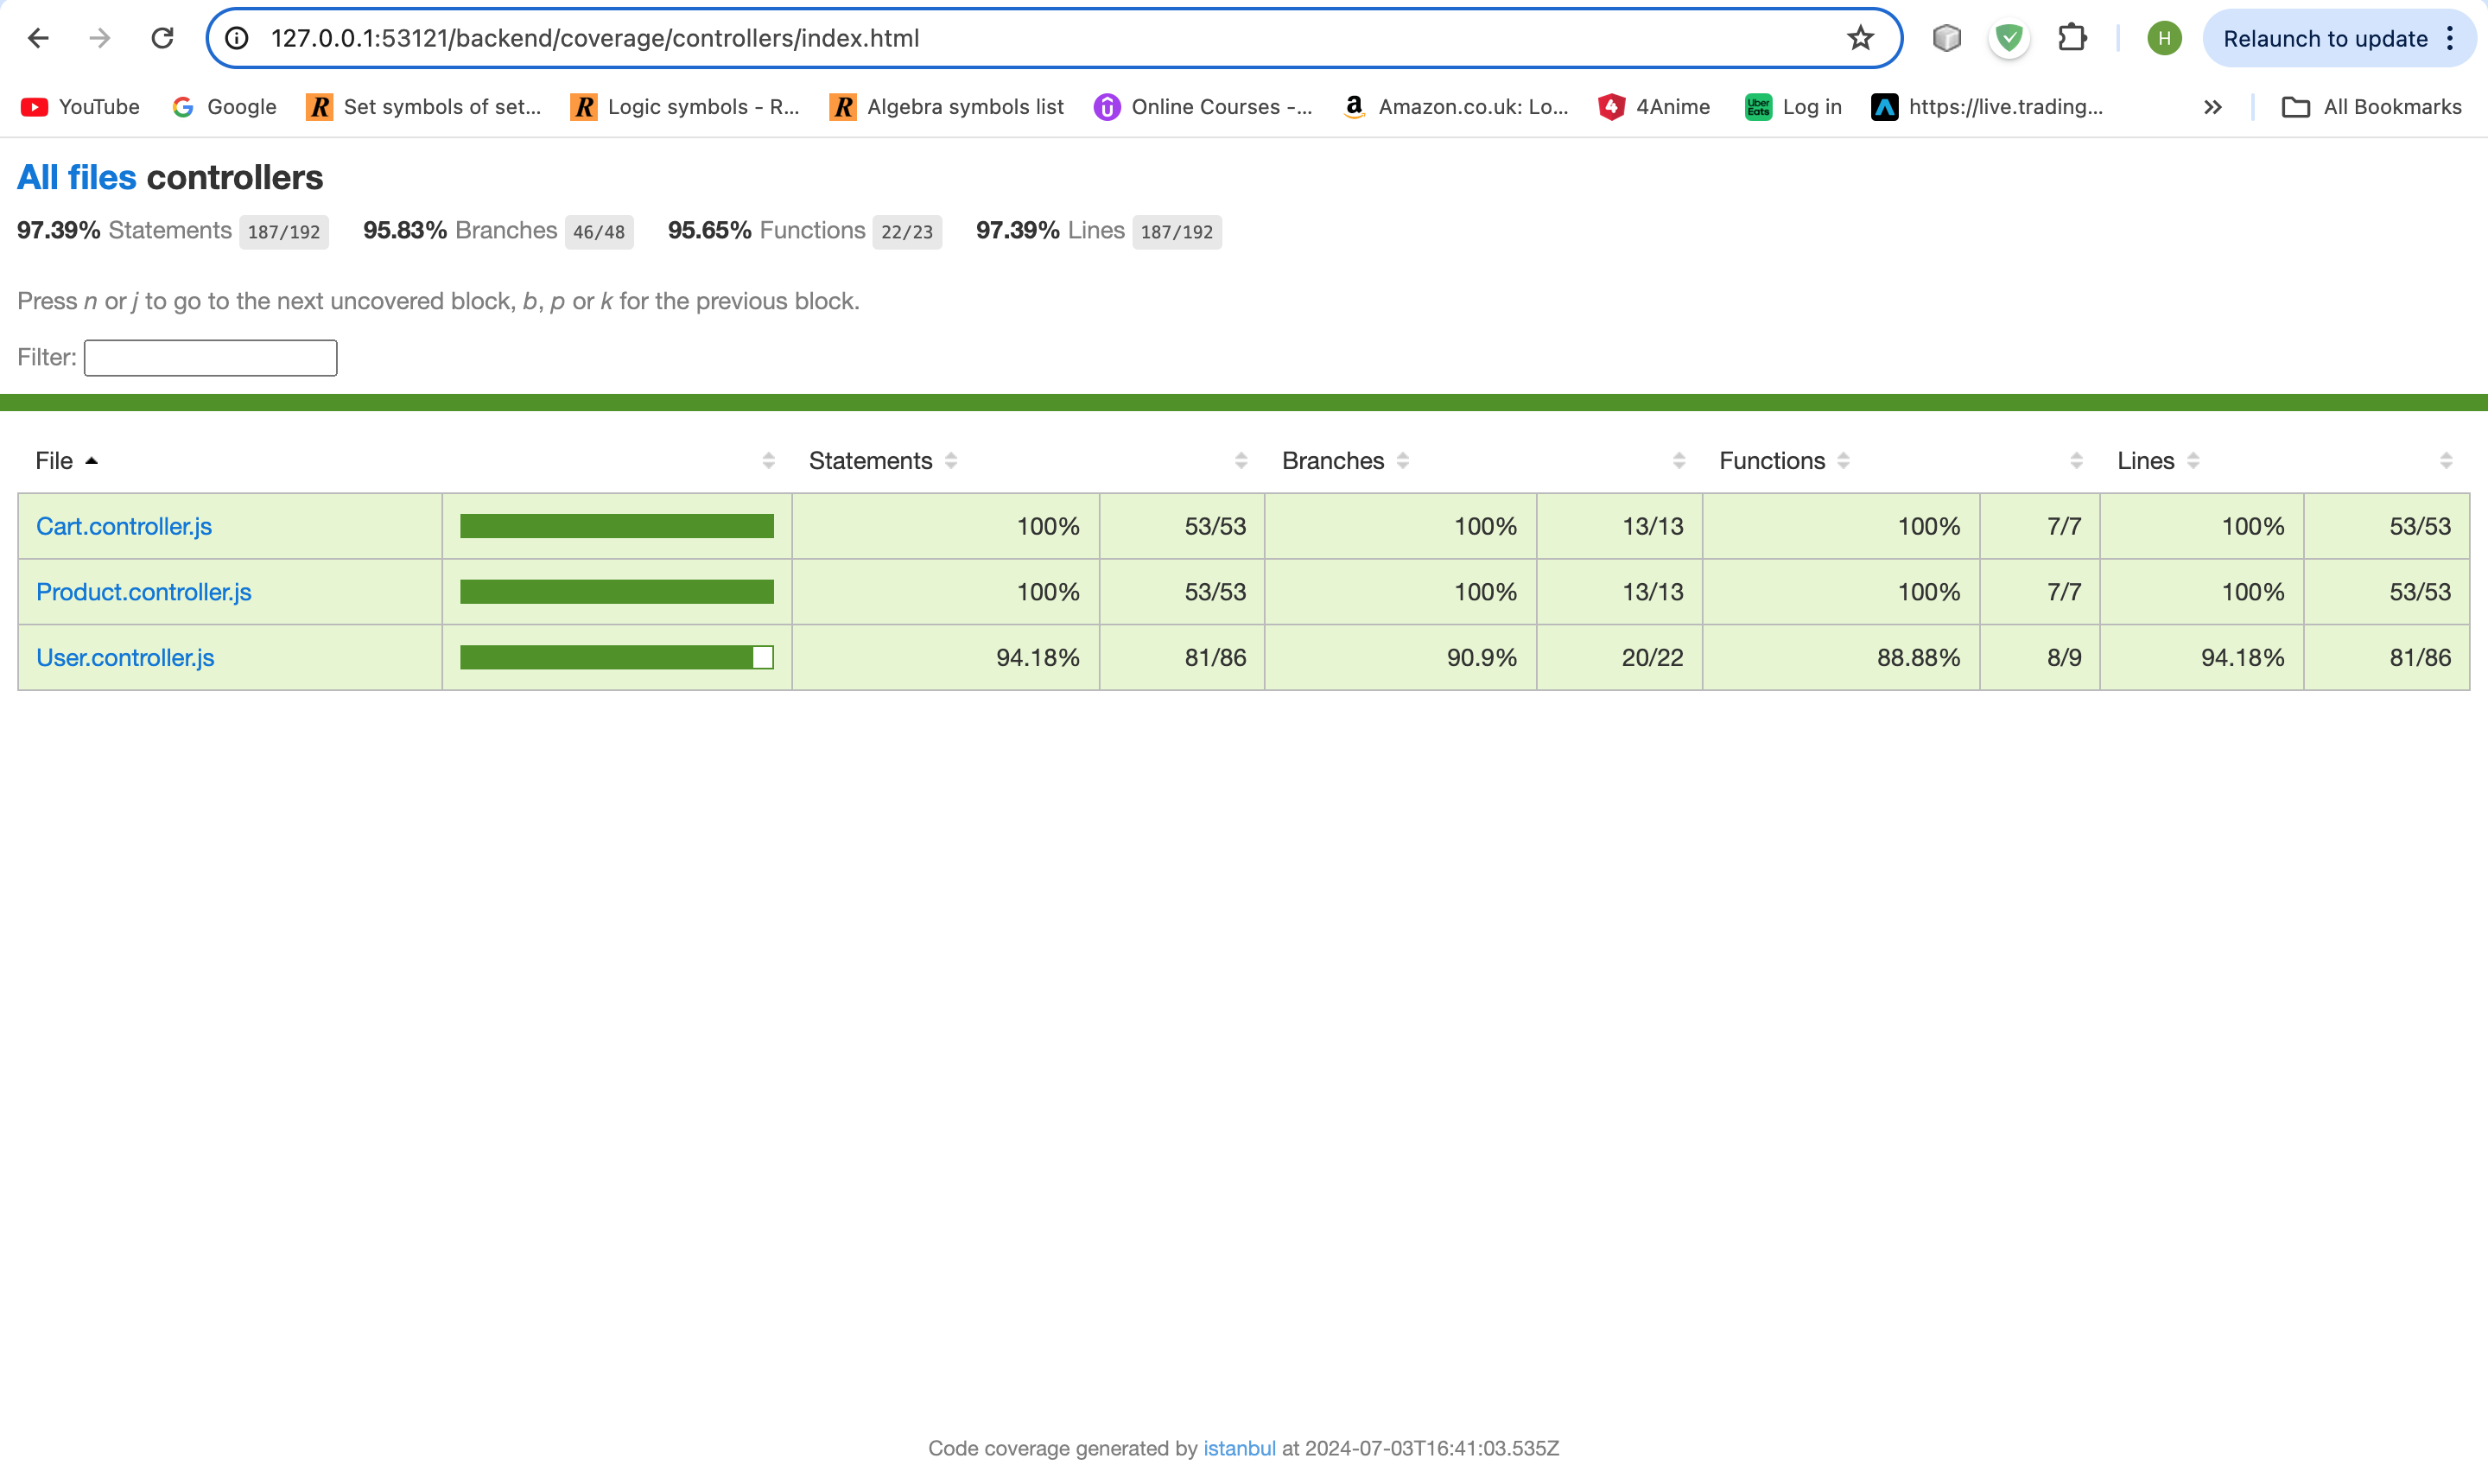 127.0.0.1:53121/backend/coverage/controllers/index.html
H
Relaunch to update
YouTube
Google
R Set symbols of set...
R Logic symbols - R...
R Algebra symbols list
Online Courses -...
a Amazon.co.uk: Lo...
4 4Anime
Uber Eats Log in
https://live.trading...
All Bookmarks
All files controllers
97.39% Statements 187/192 95.83% Branches 46/48 95.65% Functions 22/23 97.39% Lines 187/192
Press n or j to go to the next uncovered block, b, p or k for the previous block.
Filter:
File Statements Branches Functions Lines
Cart.controller.js 100% 53/53 100% 13/13 100% 7/7 100% 53/53
Product.controller.js 100% 53/53 100% 13/13 100% 7/7 100% 53/53
User.controller.js 94.18% 81/86 90.9% 20/22 88.88% 8/9 94.18% 81/86
Code coverage generated by istanbul at 2024-07-03T16:41:03.535Z